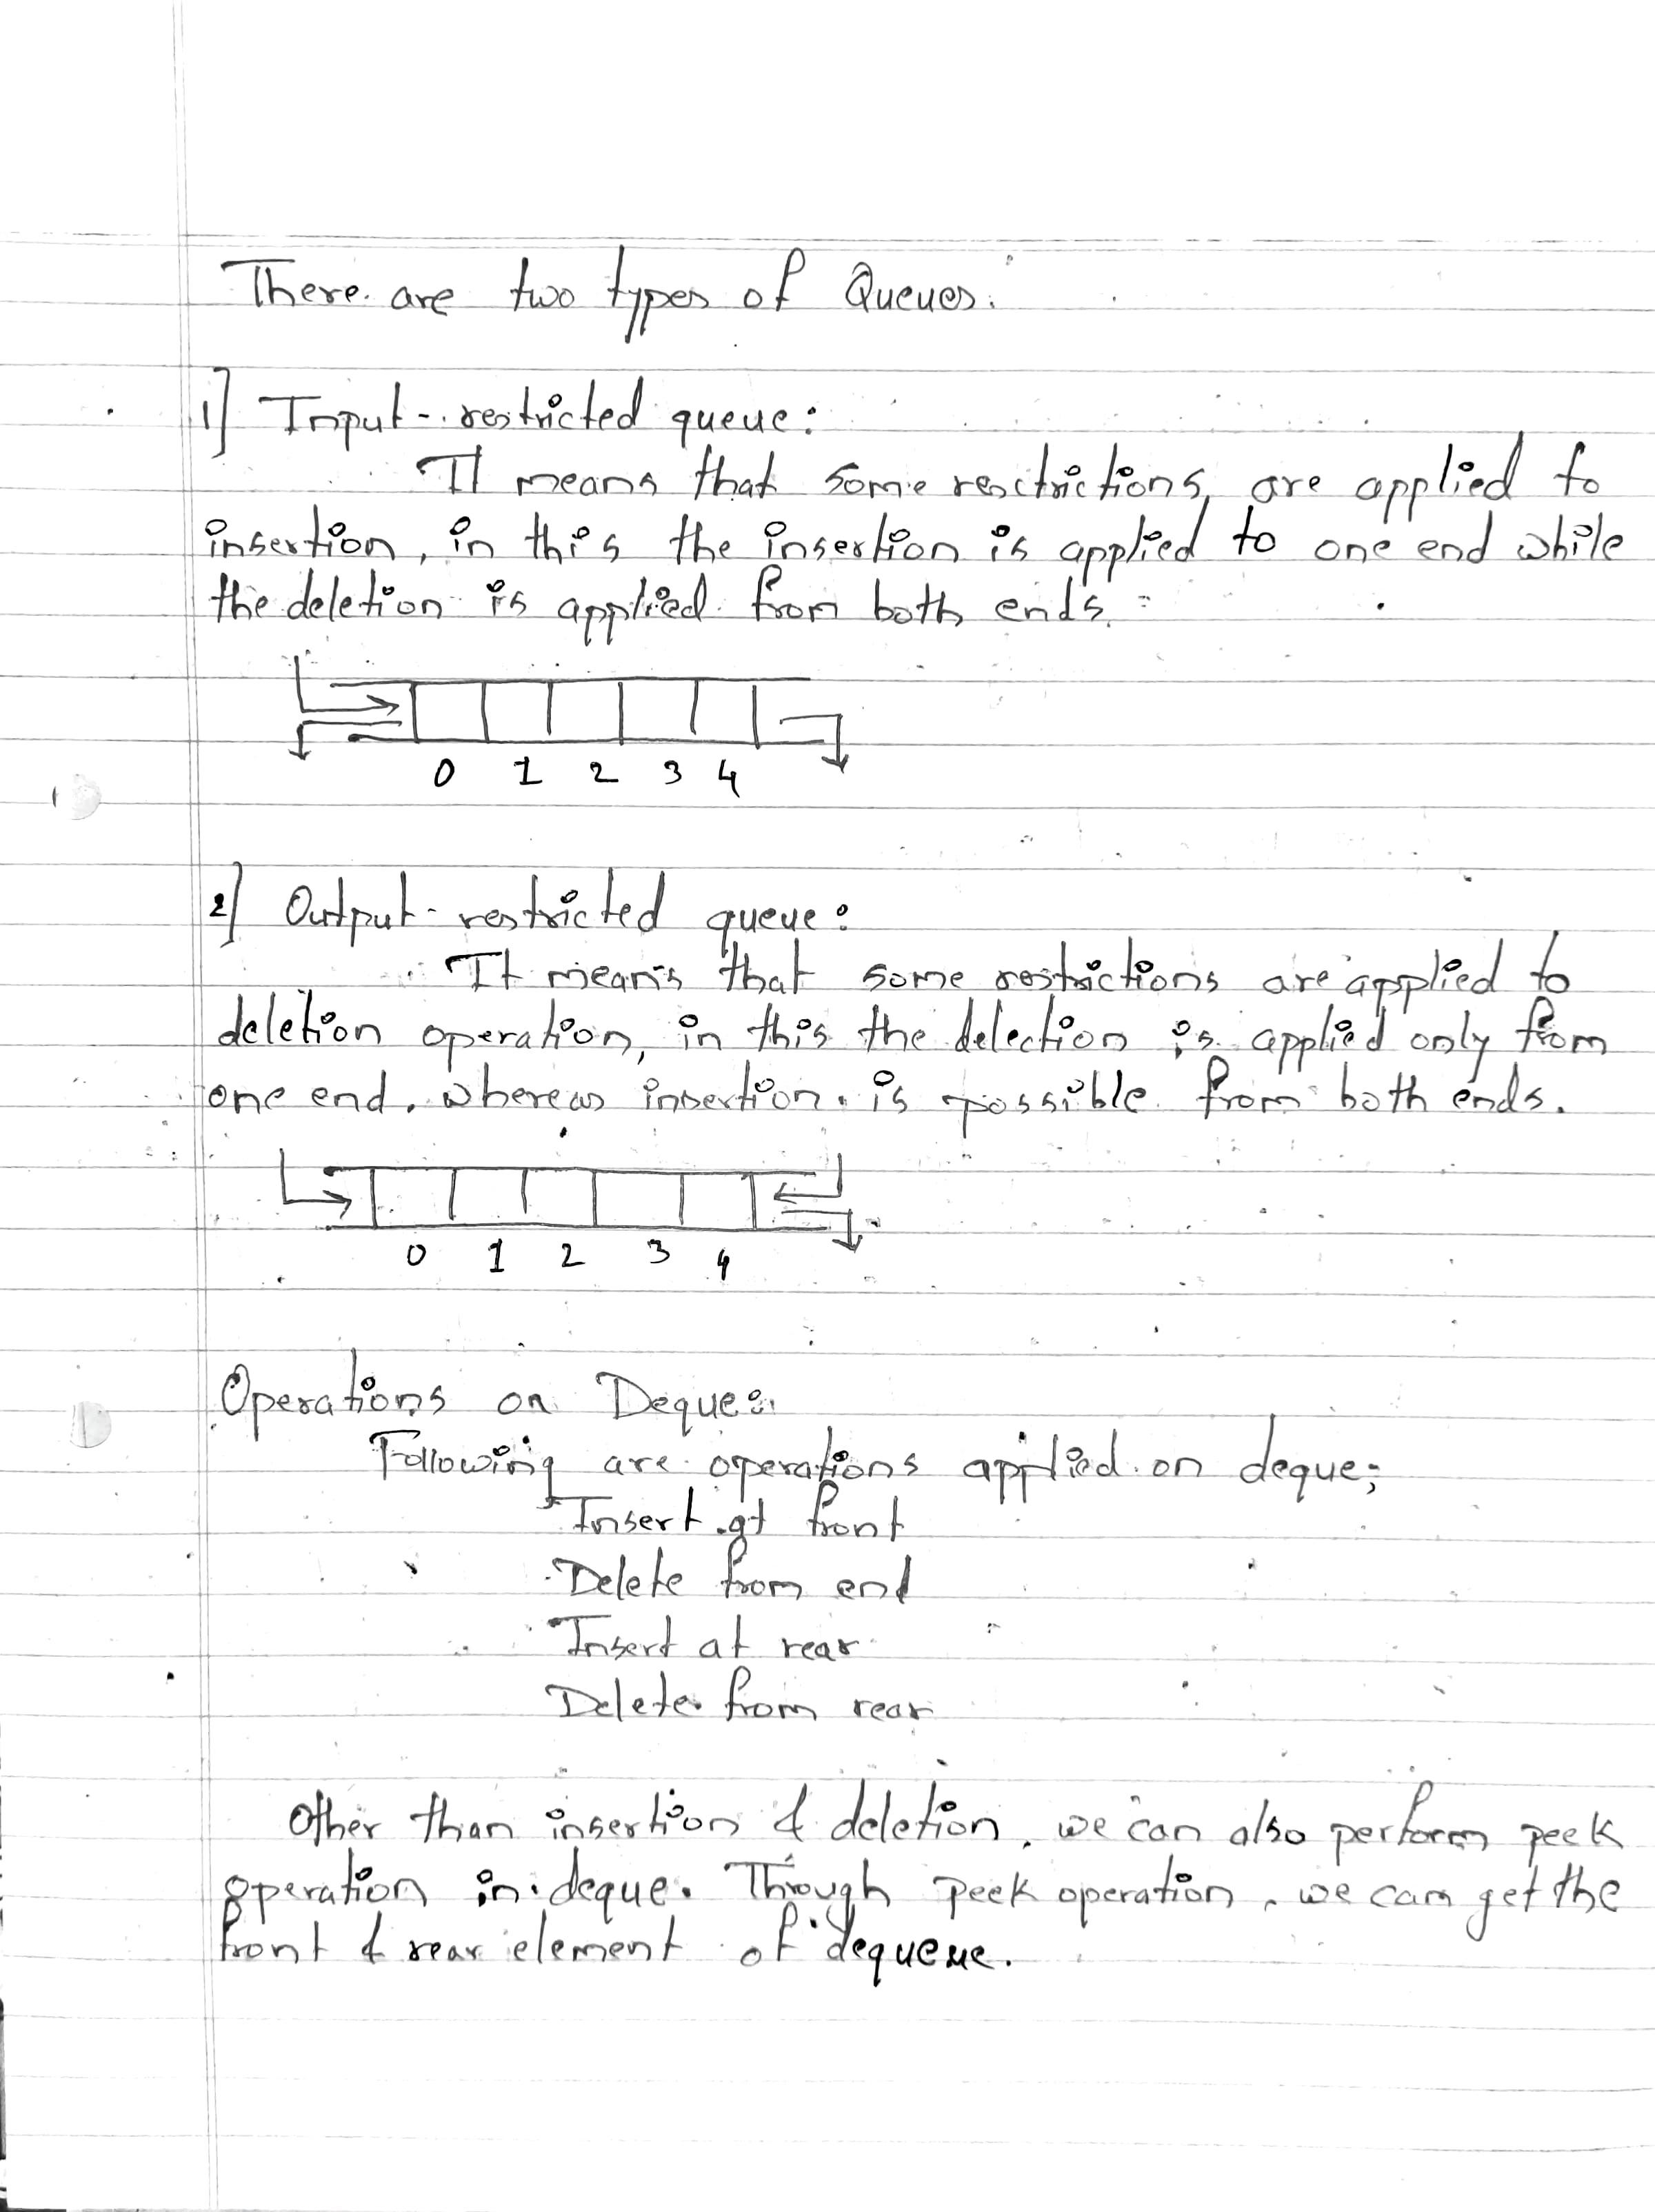 There are two types of Queues:
1] Input-restricted queue:
It means that some resctrictions, are applied to
insertion, in this the insertion is applied to one end while
the deletion is applied from both ends.
0 1 2 3 4
2] Output-restricted queue:
It means that some restrictions are applied to
deletion operation, in this the delection is applied only from
one end, whereas insertion is possible from both ends.
0 1 2 3 4
Operations on Deque:
Following are operations applied on deque;
Insert at front
Delete from end
Insert at rear
Delete from rear
Other than insertion & deletion, we can also perform peek
operation in deque. Through peek operation, we can get the
front & rear element of dequeue.